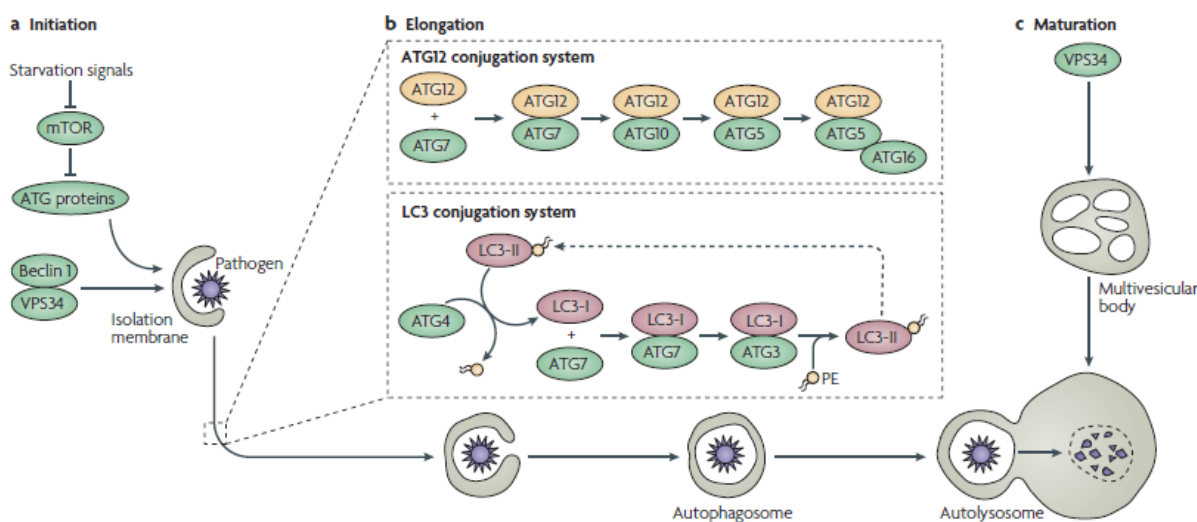 a Initiation
Starvation signals
mTOR
ATG proteins
Beclin 1
VPS34
Pathogen
Isolation
membrane
b Elongation
ATG12 conjugation system
ATG12
+
ATG7
ATG12
ATG7
ATG12
ATG10
ATG12
ATG5
ATG12
ATG5
ATG16
LC3 conjugation system
LC3-II
ATG4
LC3-I
+
ATG7
LC3-I
ATG7
LC3-I
ATG3
PE
LC3-II
Autophagosome
c Maturation
VPS34
Multivesicular
body
Autolysosome